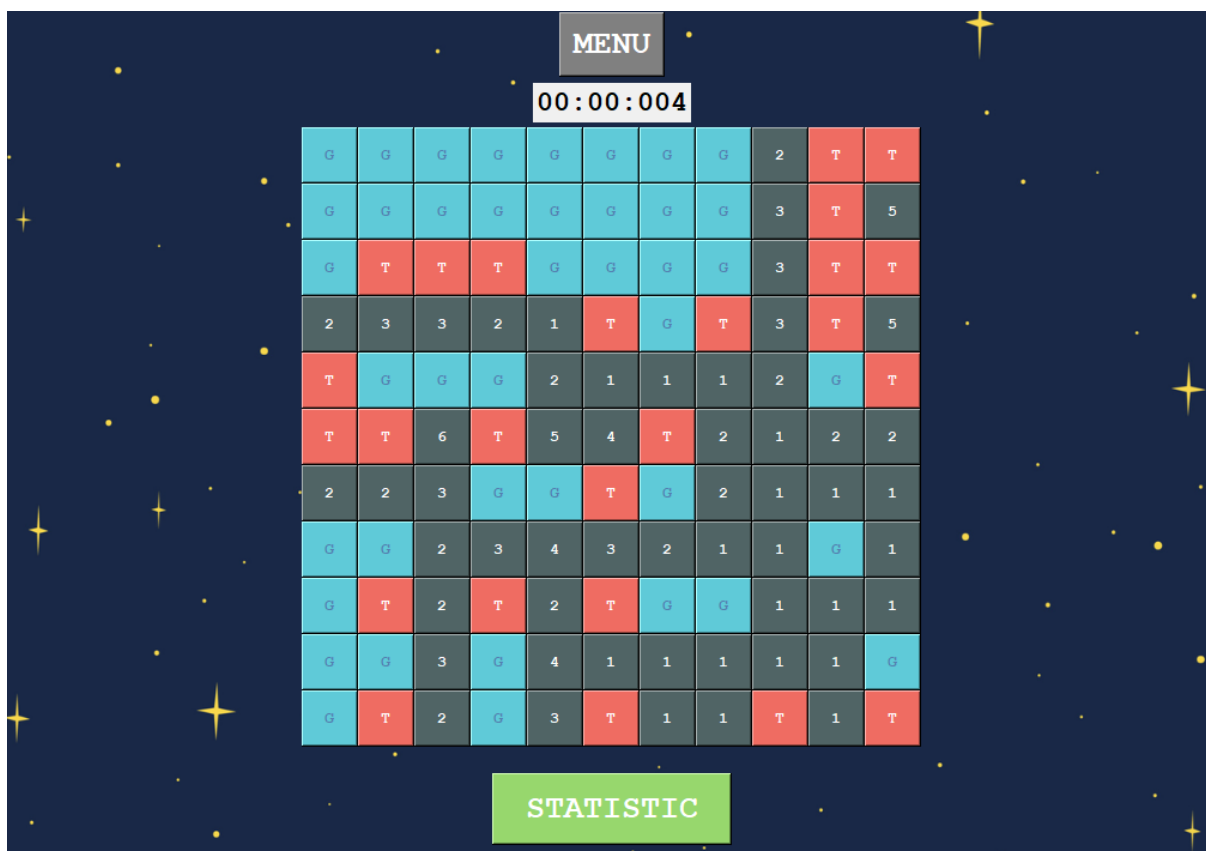 MENU
00:00:004
G G G G G G G G 2 T T
G G G G G G G G 3 T 5
G T T T G G G G 3 T T
2 3 3 2 1 T G T 3 T 5
T G G G 2 1 1 1 2 G T
T T 6 T 5 4 T 2 1 2 2
2 2 3 G G T G 2 1 1 1
G G 2 3 4 3 2 1 1 G 1
G T 2 T 2 T G G 1 1 1
G G 3 G 4 1 1 1 1 1 G
G T 2 G 3 T 1 1 T 1 T
STATISTIC